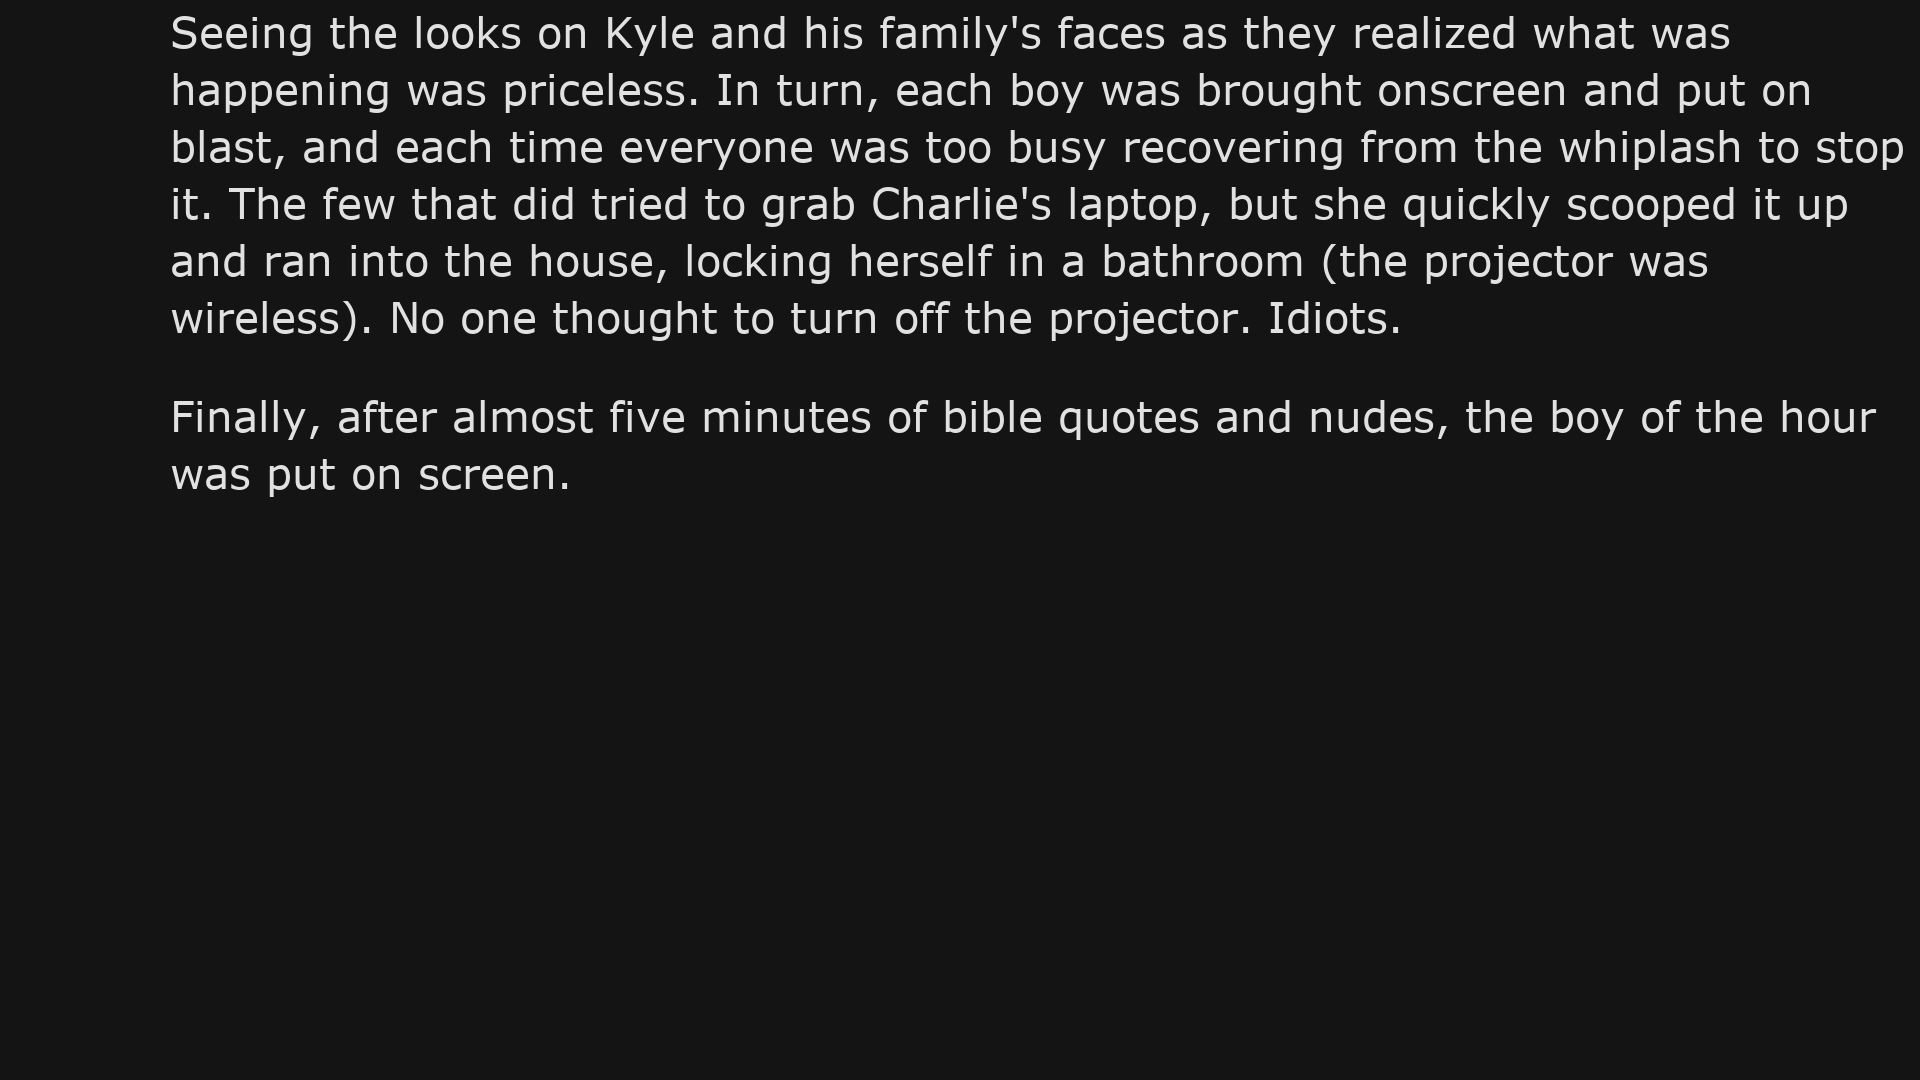 Seeing the looks on Kyle and his family's faces as they realized what was
happening was priceless. In turn, each boy was brought onscreen and put on
blast, and each time everyone was too busy recovering from the whiplash to stop
it. The few that did tried to grab Charlie's laptop, but she quickly scooped it up
and ran into the house, locking herself in a bathroom (the projector was
wireless). No one thought to turn off the projector. Idiots.
Finally, after almost five minutes of bible quotes and nudes, the boy of the hour
was put on screen.